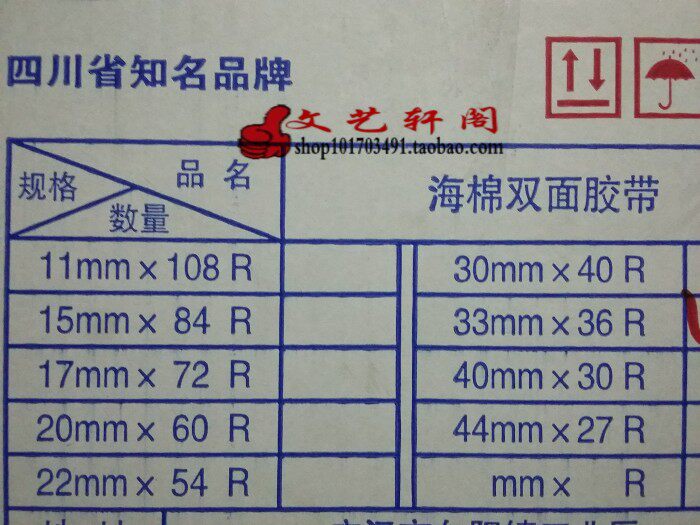 四川省知名品牌
文艺轩阁
shop101703491.taobao.com
品名
规格
数量
海棉双面胶带
11mm × 108 R
30mm × 40 R
15mm × 84 R
33mm × 36 R
17mm × 72 R
40mm × 30 R
20mm × 60 R
44mm × 27 R
22mm × 54 R
mm × R